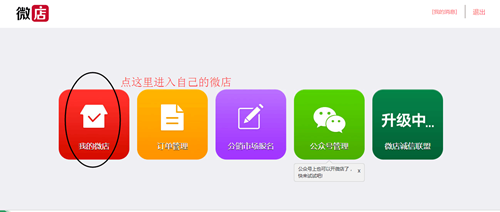 微店
[我的消息]
退出
点这里进入自己的微店
我的微店
订单管理
分销市场报名
公众号管理
升级中...
微店诚信联盟
公众号上也可以开微店了，
快来试试吧!
x